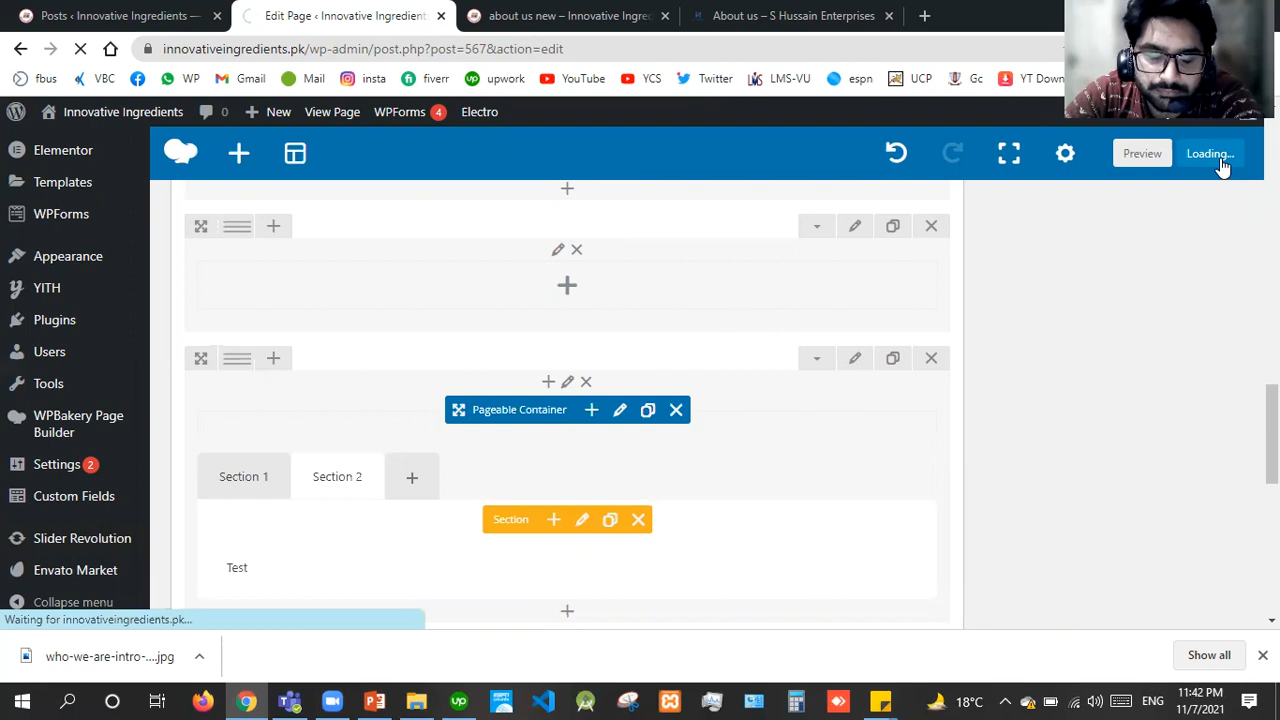 Posts ‹ Innovative Ingredients —
Edit Page ‹ Innovative Ingredients
about us new – Innovative Ingre
About us – S Hussain Enterprises
innovativeingredients.pk/wp-admin/post.php?post=567&action=edit
fbus
VBC
WP
Gmail
Mail
insta
fiverr
upwork
YouTube
YCS
Twitter
LMS-VU
espn
UCP
Gc
YT Down
Innovative Ingredients
0
New
View Page
WPForms 4
Electro
Elementor
Templates
WPForms
Appearance
YITH
Plugins
Users
Tools
WPBakery Page
Builder
Settings 2
Custom Fields
Slider Revolution
Envato Market
Collapse menu
Preview
Loading...
Pageable Container
Section 1
Section 2
Section
Test
Waiting for innovativeingredients.pk...
who-we-are-intro-....jpg
Show all
18°C
ENG
11:42 PM
11/7/2021